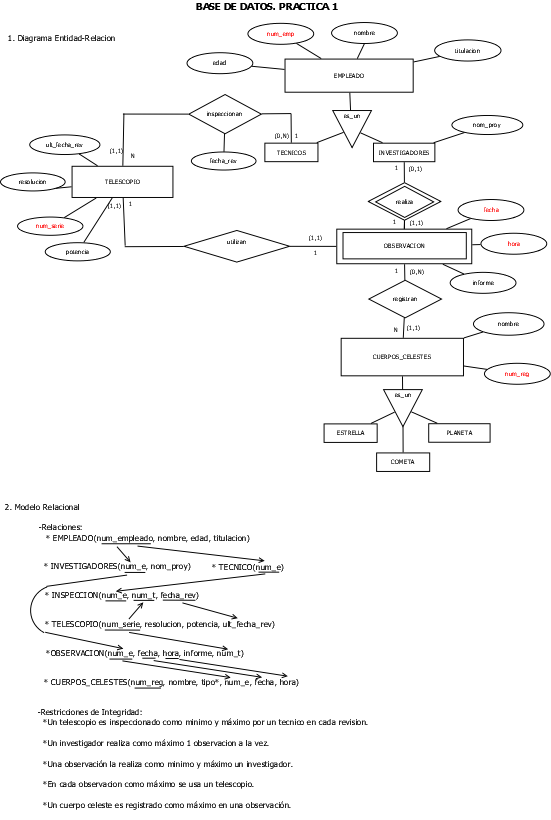 BASE DE DATOS. PRACTICA 1
1. Diagrama Entidad-Relacion
num_emp
nombre
edad
titulacion
EMPLEADO
inspeccionan
es_un
nom_proy
ult_fecha_rev
(1,1)
N
fecha_rev
(0,N)
1
TECNICOS
INVESTIGADORES
resolucion
TELESCOPIO
1
(0,1)
num_serie
(1,1)
1
realiza
fecha
potencia
1
(1,1)
utilizan
(1,1)
1
OBSERVACION
hora
1
(0,N)
informe
registran
N
(1,1)
nombre
CUERPOS_CELESTES
num_reg
es_un
ESTRELLA
PLANETA
COMETA
2. Modelo Relacional
-Relaciones:
* EMPLEADO(num_empleado, nombre, edad, titulacion)
* INVESTIGADORES(num_e, nom_proy)
* TECNICO(num_e)
* INSPECCION(num_e, num_t, fecha_rev)
* TELESCOPIO(num_serie, resolucion, potencia, ult_fecha_rev)
*OBSERVACION(num_e, fecha, hora, informe, num_t)
* CUERPOS_CELESTES(num_reg, nombre, tipo*, num_e, fecha, hora)
-Restricciones de Integridad:
*Un telescopio es inspeccionado como minimo y máximo por un tecnico en cada revision.
*Un investigador realiza como máximo 1 observacion a la vez.
*Una observación la realiza como minimo y máximo un investigador.
*En cada observacion como máximo se usa un telescopio.
*Un cuerpo celeste es registrado como máximo en una observación.